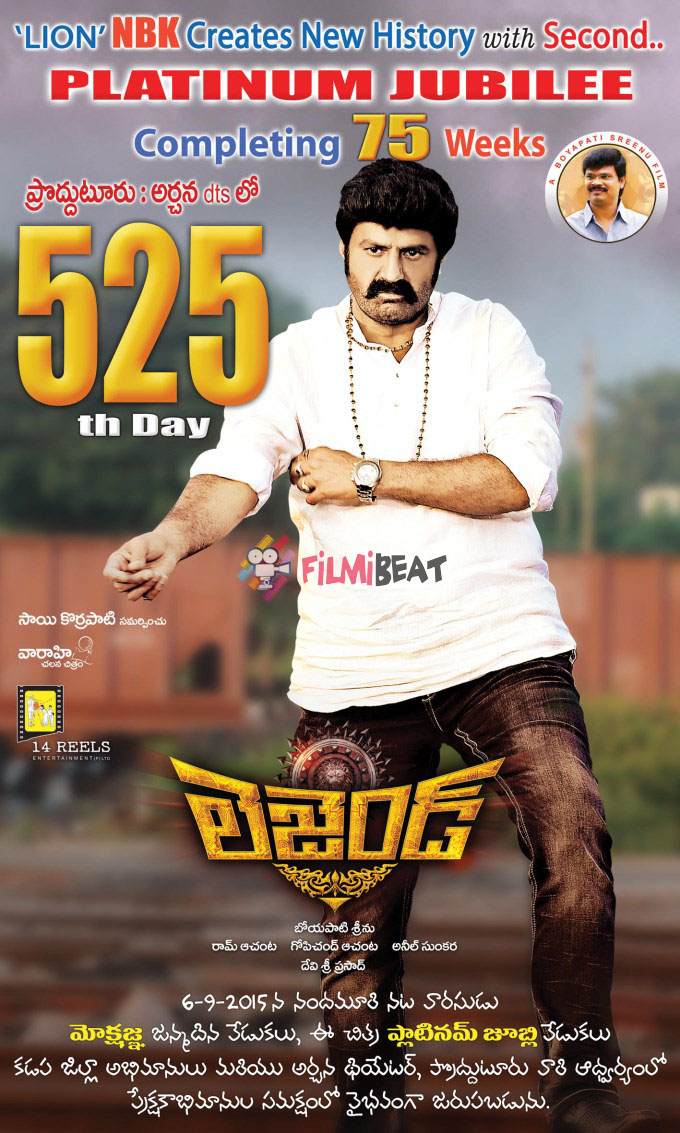 'LION' NBK Creates New History with Second..
PLATINUM JUBILEE
Completing 75 Weeks
A BOYAPATI SREENU FILM
ప్రొద్దుటూరు : అర్చన dts లో
525
th Day
FiLMiBEAT
సాయి కొర్రపాటి సమర్పించు
వారాహి
చలన చిత్రం
14 REELS
ENTERTAINMENT (P) LTD
లెజెండ్
బోయపాటి శ్రీను
రామ్ ఆచంట గోపిచంద్ ఆచంట అనిల్ సుంకర
దేవి శ్రీ ప్రసాద్
6-9-2015న నందమూరి నట వారసుడు
మోక్షజ్ఞ జన్మదిన వేడుకలు, ఈ చిత్ర ప్లాటినమ్ జూబ్లి వేడుకలు
కడప జిల్లా అభిమానులు మరియు అర్చన థియేటర్, ప్రొద్దుటూరు వారి ఆధ్వర్యంలో
ప్రేక్షకాభిమానుల సమక్షంలో వైభవంగా జరుపబడును.